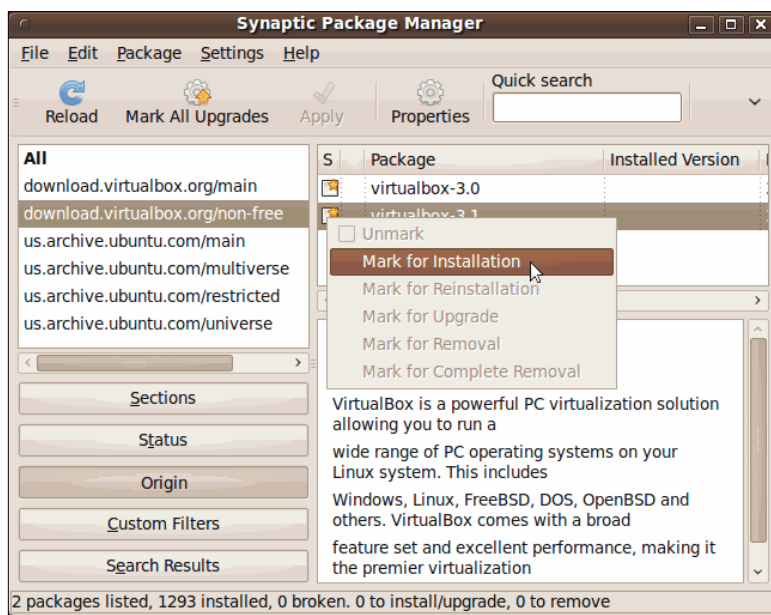 Synaptic Package Manager
File Edit Package Settings Help
Reload Mark All Upgrades Apply Properties Quick search
All
download.virtualbox.org/main
download.virtualbox.org/non-free
us.archive.ubuntu.com/main
us.archive.ubuntu.com/multiverse
us.archive.ubuntu.com/restricted
us.archive.ubuntu.com/universe
Sections
Status
Origin
Custom Filters
Search Results
S Package Installed Version
virtualbox-3.0
virtualbox-3.1
Unmark
Mark for Installation
Mark for Reinstallation
Mark for Upgrade
Mark for Removal
Mark for Complete Removal
VirtualBox is a powerful PC virtualization solution
allowing you to run a
wide range of PC operating systems on your
Linux system. This includes
Windows, Linux, FreeBSD, DOS, OpenBSD and
others. VirtualBox comes with a broad
feature set and excellent performance, making it
the premier virtualization
2 packages listed, 1293 installed, 0 broken. 0 to install/upgrade, 0 to remove